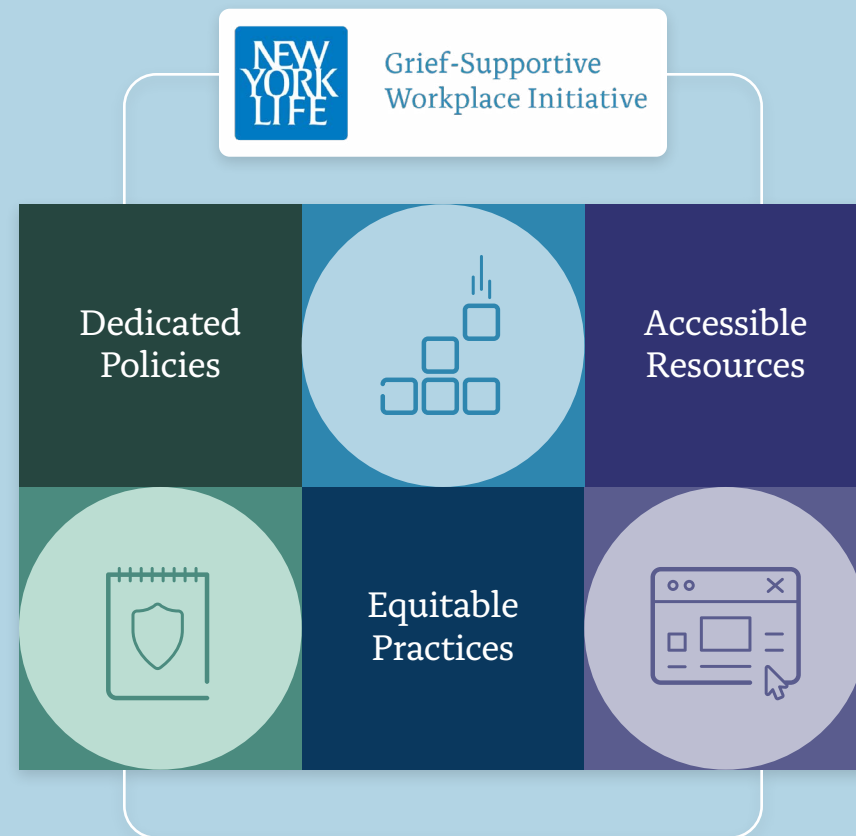 NEW
YORK
LIFE
Grief-Supportive
Workplace Initiative
Dedicated
Policies
Accessible
Resources
Equitable
Practices